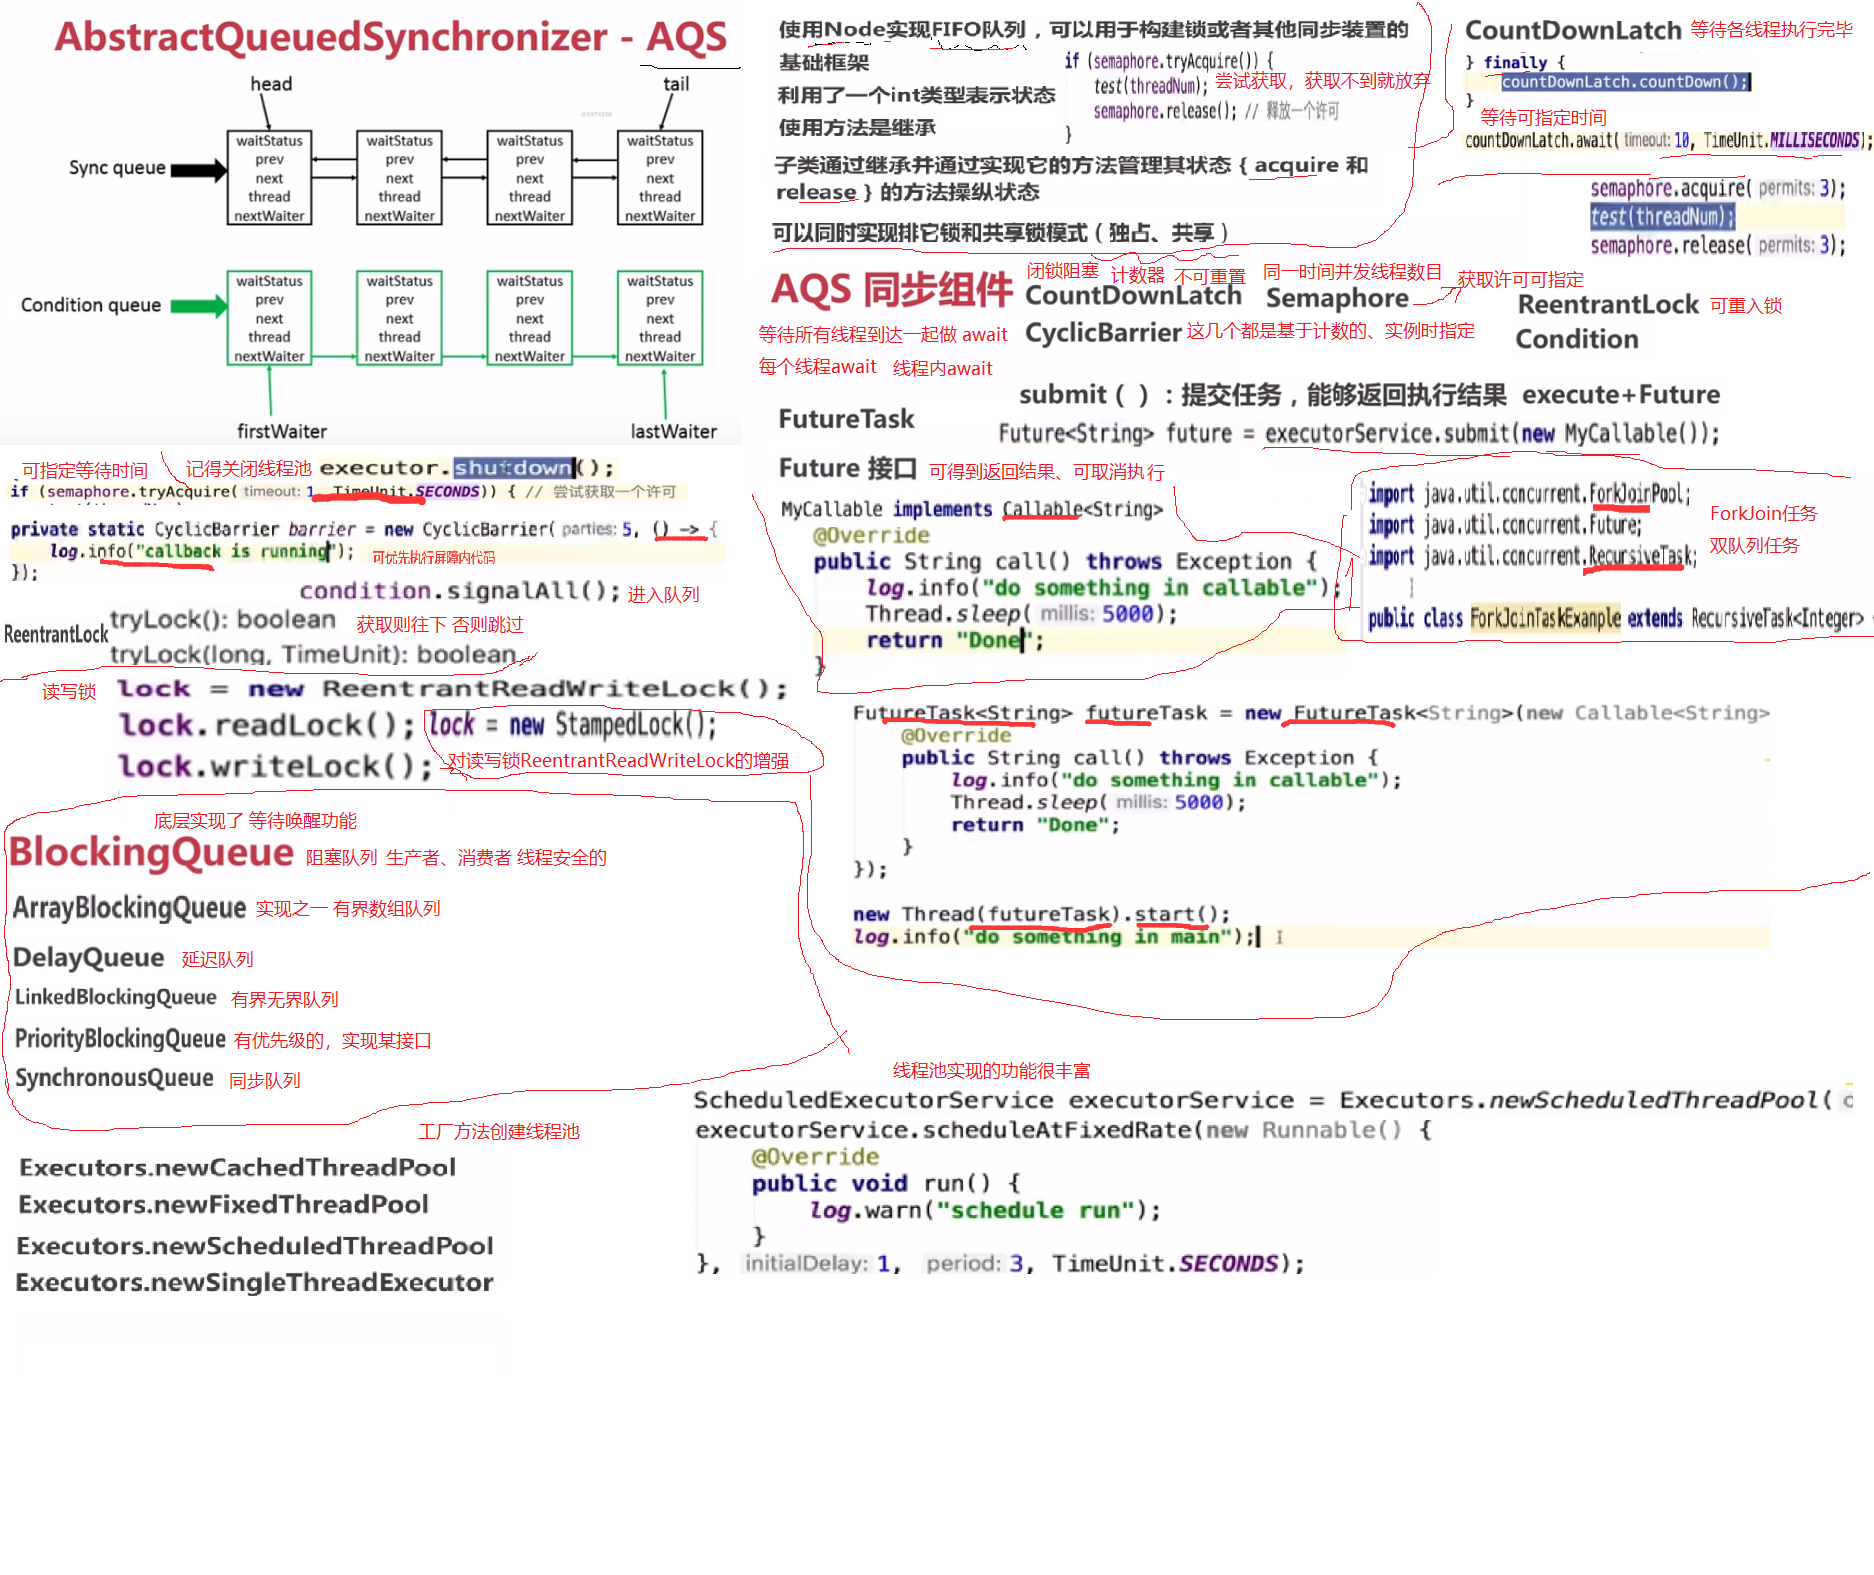 AbstractQueuedSynchronizer - AQS
head
tail
Sync queue
waitStatus
prev
next
thread
nextWaiter
waitStatus
prev
next
thread
nextWaiter
waitStatus
prev
next
thread
nextWaiter
waitStatus
prev
next
thread
nextWaiter
Condition queue
waitStatus
prev
next
thread
nextWaiter
waitStatus
prev
next
thread
nextWaiter
waitStatus
prev
next
thread
nextWaiter
waitStatus
prev
next
thread
nextWaiter
firstWaiter
lastWaiter
使用Node实现FIFO队列，可以用于构建锁或者其他同步装置的
基础框架
利用了一个int类型表示状态
使用方法是继承
if (semaphore.tryAcquire()) {
test(threadNum);
尝试获取，获取不到就放弃
semaphore.release(); // 释放一个许可
}
子类通过继承并通过实现它的方法管理其状态 { acquire 和
release } 的方法操纵状态
可以同时实现排它锁和共享锁模式（独占、共享）
CountDownLatch 等待各线程执行完毕
} finally {
countDownLatch.countDown();
}
等待可指定时间
countDownLatch.await( timeout: 10, TimeUnit.MILLISECONDS);
semaphore.acquire( permits: 3);
test(threadNum);
semaphore.release( permits: 3);
AQS 同步组件
闭锁阻塞 计数器 不可重置
CountDownLatch
同一时间并发线程数目
Semaphore
获取许可可指定
ReentrantLock 可重入锁
Condition
等待所有线程到达一起做 await
CyclicBarrier 这几个都是基于计数的、实例时指定
每个线程await 线程内await
submit（ ）：提交任务，能够返回执行结果 execute+Future
FutureTask
Future<String> future = executorService.submit(new MyCallable());
Future 接口 可得到返回结果、可取消执行
MyCallable implements Callable<String>
@Override
public String call() throws Exception {
log.info("do something in callable");
Thread.sleep( millis: 5000);
return "Done";
}
import java.util.concurrent.ForkJoinPool;
import java.util.concurrent.Future;
import java.util.concurrent.RecursiveTask;
ForkJoin任务
双队列任务
public class ForkJoinTaskExample extends RecursiveTask<Integer>
可指定等待时间
记得关闭线程池 executor.shutdown();
if (semaphore.tryAcquire( timeout: 1, TimeUnit.SECONDS)) { // 尝试获取一个许可
private static CyclicBarrier barrier = new CyclicBarrier( parties: 5, () -> {
log.info("callback is running"); 可优先执行屏障内代码
});
condition.signalAll(); 进入队列
ReentrantLock
tryLock(): boolean 获取则往下 否则跳过
tryLock(long, TimeUnit): boolean
读写锁 lock = new ReentrantReadWriteLock();
lock.readLock();
lock = new StampedLock();
lock.writeLock();
对读写锁ReentrantReadWriteLock的增强
FutureTask<String> futureTask = new FutureTask<String>(new Callable<String>
@Override
public String call() throws Exception {
log.info("do something in callable");
Thread.sleep( millis: 5000);
return "Done";
}
});
new Thread(futureTask).start();
log.info("do something in main");
底层实现了 等待唤醒功能
BlockingQueue 阻塞队列 生产者、消费者 线程安全的
ArrayBlockingQueue 实现之一 有界数组队列
DelayQueue 延迟队列
LinkedBlockingQueue 有界无界队列
PriorityBlockingQueue 有优先级的，实现某接口
SynchronousQueue 同步队列
工厂方法创建线程池
Executors.newCachedThreadPool
Executors.newFixedThreadPool
Executors.newScheduledThreadPool
Executors.newSingleThreadExecutor
线程池实现的功能很丰富
ScheduledExecutorService executorService = Executors.newScheduledThreadPool(
executorService.scheduleAtFixedRate(new Runnable() {
@Override
public void run() {
log.warn("schedule run");
}
}, initialDelay: 1, period: 3, TimeUnit.SECONDS);